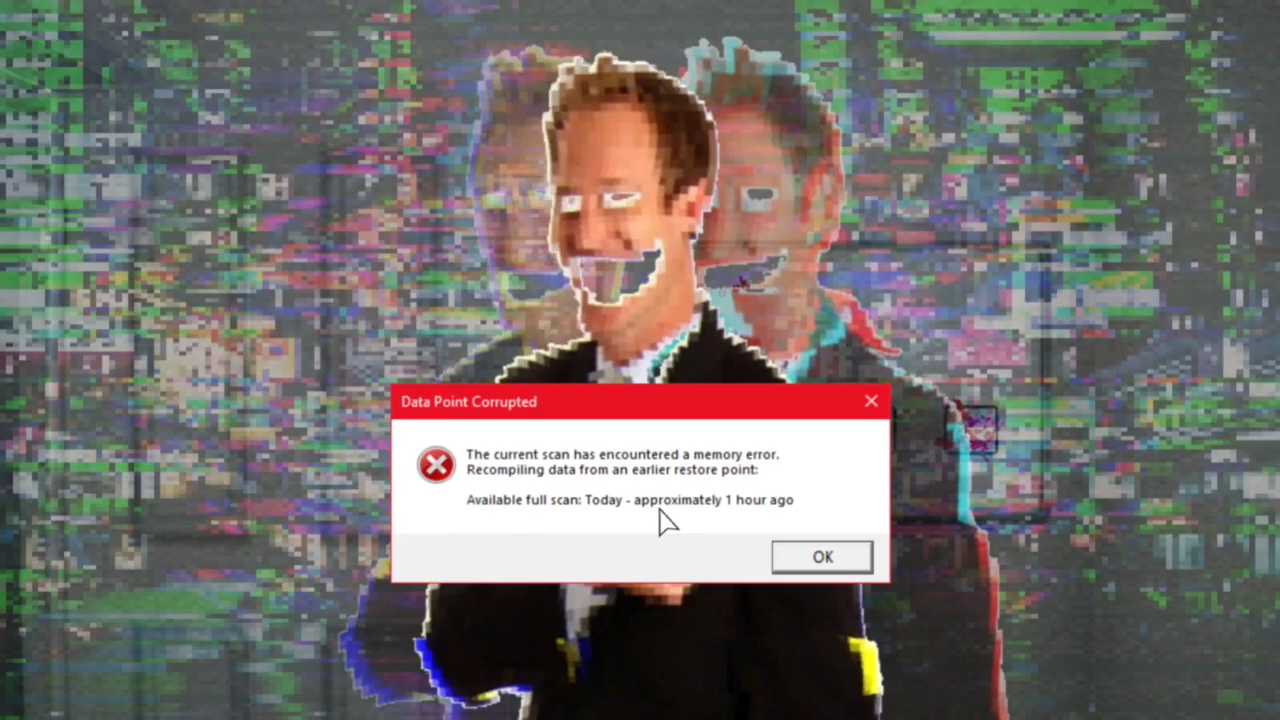 Data Point Corrupted
The current scan has encountered a memory error.
Recompiling data from an earlier restore point:
Available full scan: Today - approximately 1 hour ago
OK